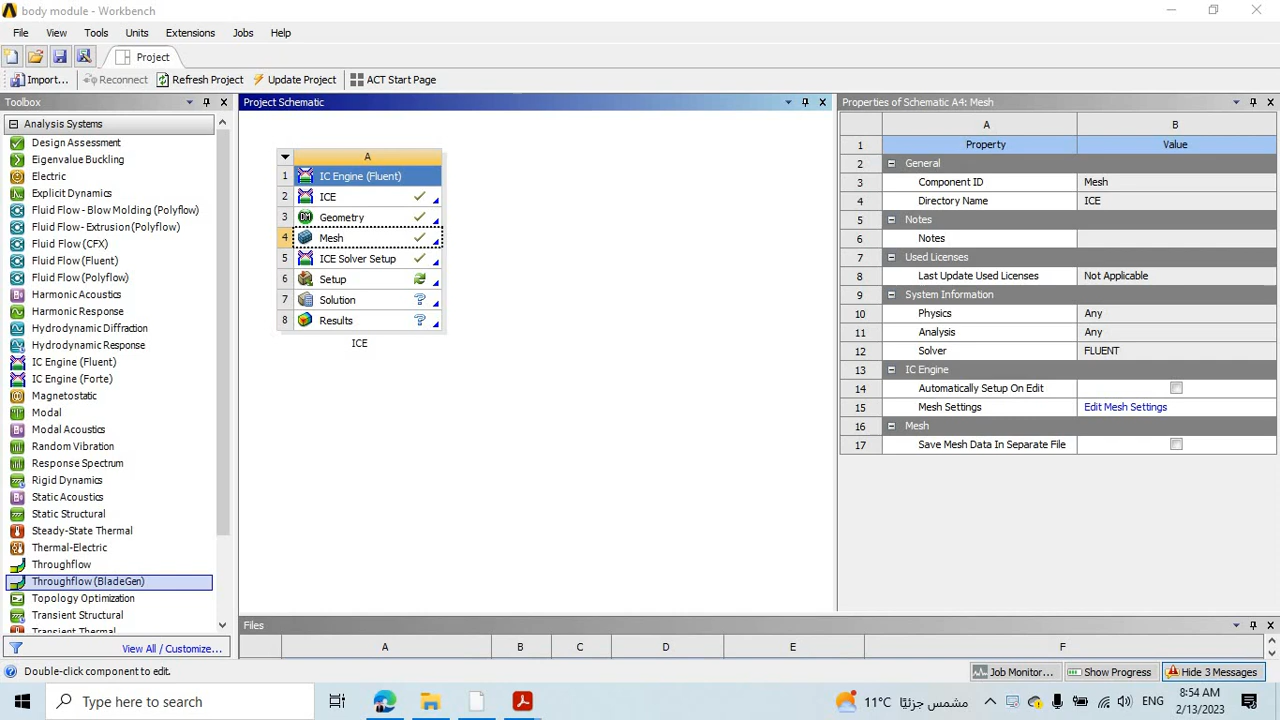 body module - Workbench
File View Tools Units Extensions Jobs Help
Project
Import... Reconnect Refresh Project Update Project ACT Start Page
Toolbox
Analysis Systems
Design Assessment
Eigenvalue Buckling
Electric
Explicit Dynamics
Fluid Flow - Blow Molding (Polyflow)
Fluid Flow - Extrusion (Polyflow)
Fluid Flow (CFX)
Fluid Flow (Fluent)
Fluid Flow (Polyflow)
Harmonic Acoustics
Harmonic Response
Hydrodynamic Diffraction
Hydrodynamic Response
IC Engine (Fluent)
IC Engine (Forte)
Magnetostatic
Modal
Modal Acoustics
Random Vibration
Response Spectrum
Rigid Dynamics
Static Acoustics
Static Structural
Steady-State Thermal
Thermal-Electric
Throughflow
Throughflow (BladeGen)
Topology Optimization
Transient Structural
Transient Thermal
View All / Customize...
Project Schematic
A
1 IC Engine (Fluent)
2 ICE
3 DM Geometry
4 Mesh
5 ICE Solver Setup
6 Setup
7 Solution ?
8 Results ?
ICE
Properties of Schematic A4: Mesh
A B
1 Property Value
2 General
3 Component ID Mesh
4 Directory Name ICE
5 Notes
6 Notes
7 Used Licenses
8 Last Update Used Licenses Not Applicable
9 System Information
10 Physics Any
11 Analysis Any
12 Solver FLUENT
13 IC Engine
14 Automatically Setup On Edit
15 Mesh Settings Edit Mesh Settings
16 Mesh
17 Save Mesh Data In Separate File
Files
A B C D E F
Double-click component to edit.
Job Monitor... Show Progress Hide 3 Messages
Type here to search
11°C مشمس جزئيًا
ENG
8:54 AM
2/13/2023